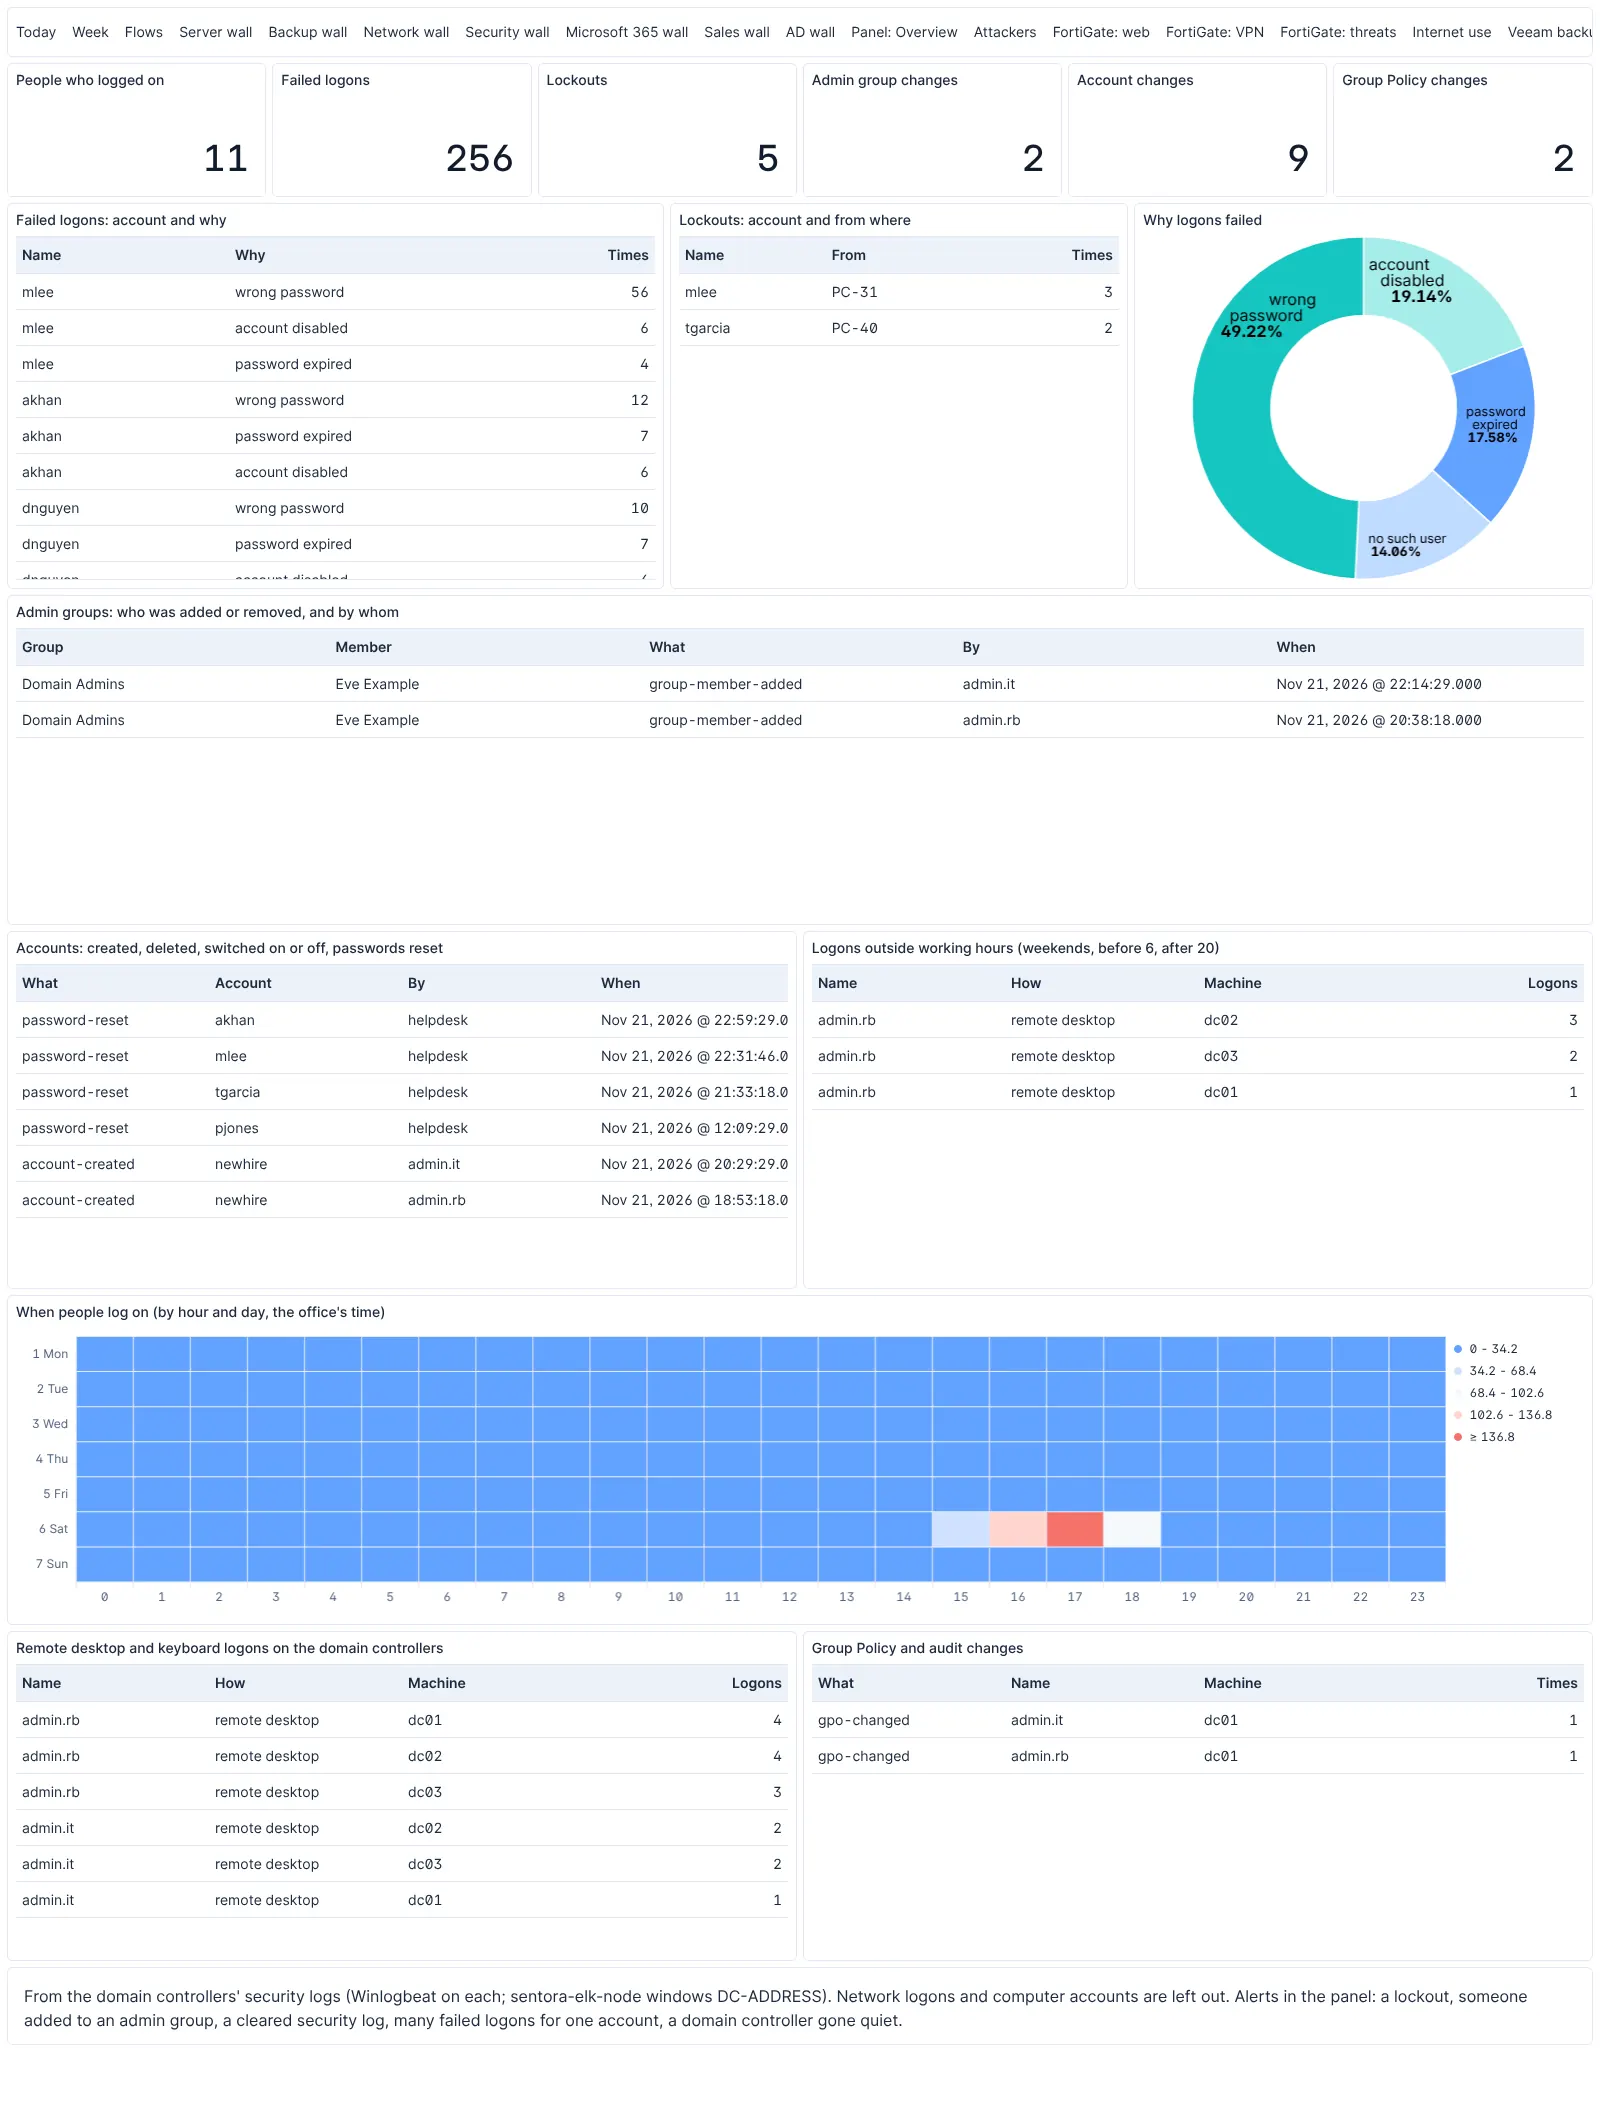 Today Week Flows Server wall Backup wall Network wall Security wall Microsoft 365 wall Sales wall AD wall Panel: Overview Attackers FortiGate: web FortiGate: VPN FortiGate: threats Internet use Veeam
People who logged on
11
Failed logons
256
Lockouts
5
Admin group changes
2
Account changes
9
Group Policy changes
2
Failed logons: account and why
Name Why Times
mlee wrong password 56
mlee account disabled 6
mlee password expired 4
akhan wrong password 12
akhan password expired 7
akhan account disabled 6
dnguyen wrong password 10
dnguyen password expired 7
Lockouts: account and from where
Name From Times
mlee PC-31 3
tgarcia PC-40 2
Why logons failed
account
disabled
19.14%
wrong
password
49.22%
password
expired
17.58%
no such user
14.06%
Admin groups: who was added or removed, and by whom
Group Member What By When
Domain Admins Eve Example group-member-added admin.it Nov 21, 2026 @ 22:14:29.000
Domain Admins Eve Example group-member-added admin.rb Nov 21, 2026 @ 20:38:18.000
Accounts: created, deleted, switched on or off, passwords reset
What Account By When
password-reset akhan helpdesk Nov 21, 2026 @ 22:59:29.0
password-reset mlee helpdesk Nov 21, 2026 @ 22:31:46.0
password-reset tgarcia helpdesk Nov 21, 2026 @ 21:33:18.0
password-reset pjones helpdesk Nov 21, 2026 @ 12:09:29.0
account-created newhire admin.it Nov 21, 2026 @ 20:29:29.0
account-created newhire admin.rb Nov 21, 2026 @ 18:53:18.0
Logons outside working hours (weekends, before 6, after 20)
Name How Machine Logons
admin.rb remote desktop dc02 3
admin.rb remote desktop dc03 2
admin.rb remote desktop dc01 1
When people log on (by hour and day, the office's time)
1 Mon
2 Tue
3 Wed
4 Thu
5 Fri
6 Sat
7 Sun
0 1 2 3 4 5 6 7 8 9 10 11 12 13 14 15 16 17 18 19 20 21 22 23
0 - 34.2
34.2 - 68.4
68.4 - 102.6
102.6 - 136.8
≥ 136.8
Remote desktop and keyboard logons on the domain controllers
Name How Machine Logons
admin.rb remote desktop dc01 4
admin.rb remote desktop dc02 4
admin.rb remote desktop dc03 3
admin.it remote desktop dc02 2
admin.it remote desktop dc03 2
admin.it remote desktop dc01 1
Group Policy and audit changes
What Name Machine Times
gpo-changed admin.it dc01 1
gpo-changed admin.rb dc01 1
From the domain controllers' security logs (Winlogbeat on each; sentora-elk-node windows DC-ADDRESS). Network logons and computer accounts are left out. Alerts in the panel: a lockout, someone
added to an admin group, a cleared security log, many failed logons for one account, a domain controller gone quiet.